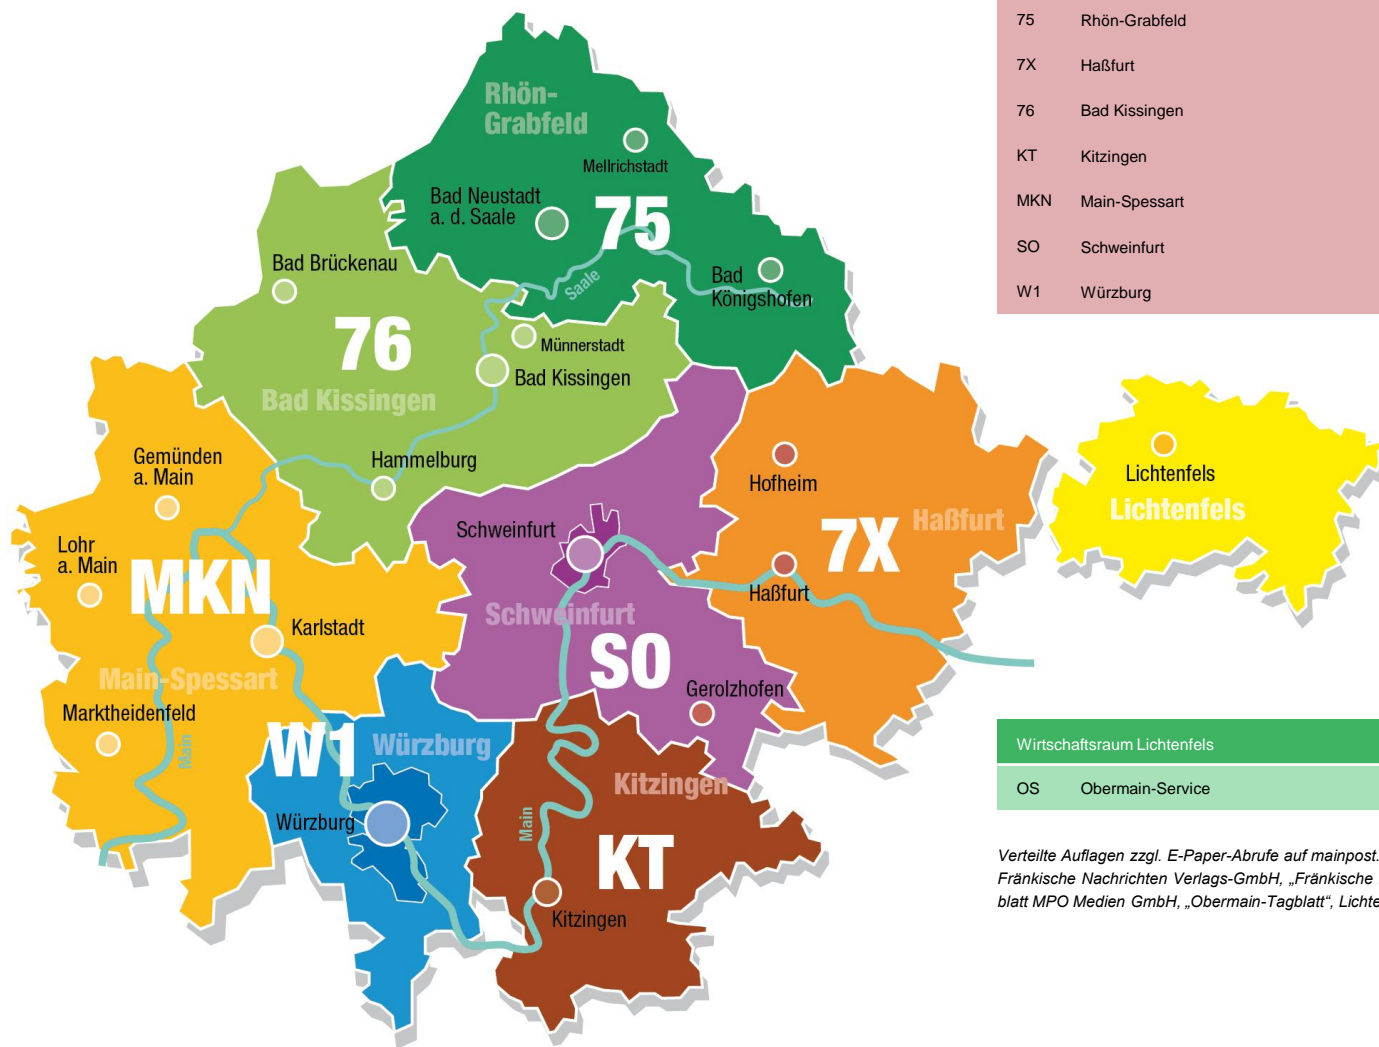 75 Rhön-Grabfeld
7X Haßfurt
76 Bad Kissingen
KT Kitzingen
MKN Main-Spessart
SO Schweinfurt
W1 Würzburg
Rhön-
Grabfeld
Mellrichstadt
Bad Neustadt
a. d. Saale
75
Bad
Königshofen
Saale
Bad Brückenau
76
Münnerstadt
Bad Kissingen
Bad Kissingen
Hammelburg
Gemünden
a. Main
Lohr
a. Main
MKN
Karlstadt
Main-Spessart
Marktheidenfeld
Main
Schweinfurt
Schweinfurt
SO
Gerolzhofen
Hofheim
7X
Haßfurt
Haßfurt
Lichtenfels
Lichtenfels
W1
Würzburg
Würzburg
Kitzingen
Main
KT
Kitzingen
Wirtschaftsraum Lichtenfels
OS Obermain-Service
Verteilte Auflagen zzgl. E-Paper-Abrufe auf mainpost.
Fränkische Nachrichten Verlags-GmbH, „Fränkische
blatt MPO Medien GmbH, „Obermain-Tagblatt“, Lichte